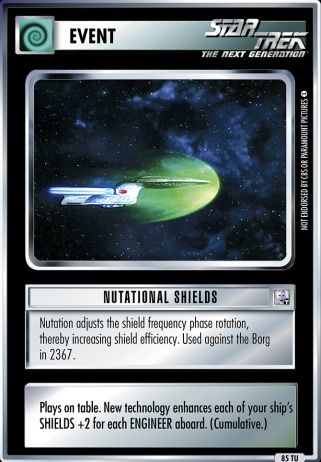 EVENT
STAR TREK
THE NEXT GENERATION
NOT ENDORSED BY CBS OR PARAMOUNT PICTURES
NUTATIONAL SHIELDS
Nutation adjusts the shield frequency phase rotation,
thereby increasing shield efficiency. Used against the Borg
in 2367.
Plays on table. New technology enhances each of your ship's
SHIELDS +2 for each ENGINEER aboard. (Cumulative.)
85 TU